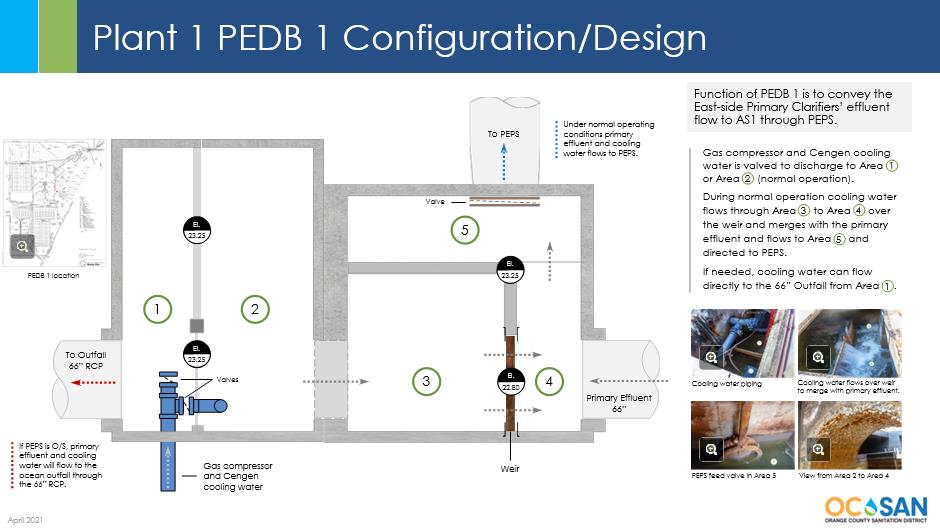 Plant 1 PEDB 1 Configuration/Design
Function of PEDB 1 is to convey the
East-side Primary Clarifiers' effluent
flow to AS1 through PEPS.
To PEPS
Under normal operating
conditions primary
effluent and cooling
water flows to PEPS.
Gas compressor and Cengen cooling
water is valved to discharge to Area 1
or Area 2 (normal operation).
During normal operation cooling water
flows through Area 3 to Area 4 over
the weir and merges with the primary
effluent and flows to Area 5 and
directed to PEPS.
If needed, cooling water can flow
directly to the 66" Outfall from Area 1.
Valve
5
El.
23.25
El.
23.25
PEDB 1 location
1
2
To Outfall
66" RCP
El.
23.25
Valves
3
El.
22.80
4
Primary Effluent
66"
Cooling water piping
Cooling water flows over weir
to merge with primary effluent.
If PEPS is O/S, primary
effluent and cooling
water will flow to the
ocean outfall through
the 66" RCP.
Gas compressor
and Cengen
cooling water
Weir
PEPS feed valve in Area 5
View from Area 2 to Area 4
OC SAN
ORANGE COUNTY SANITATION DISTRICT
April 2021